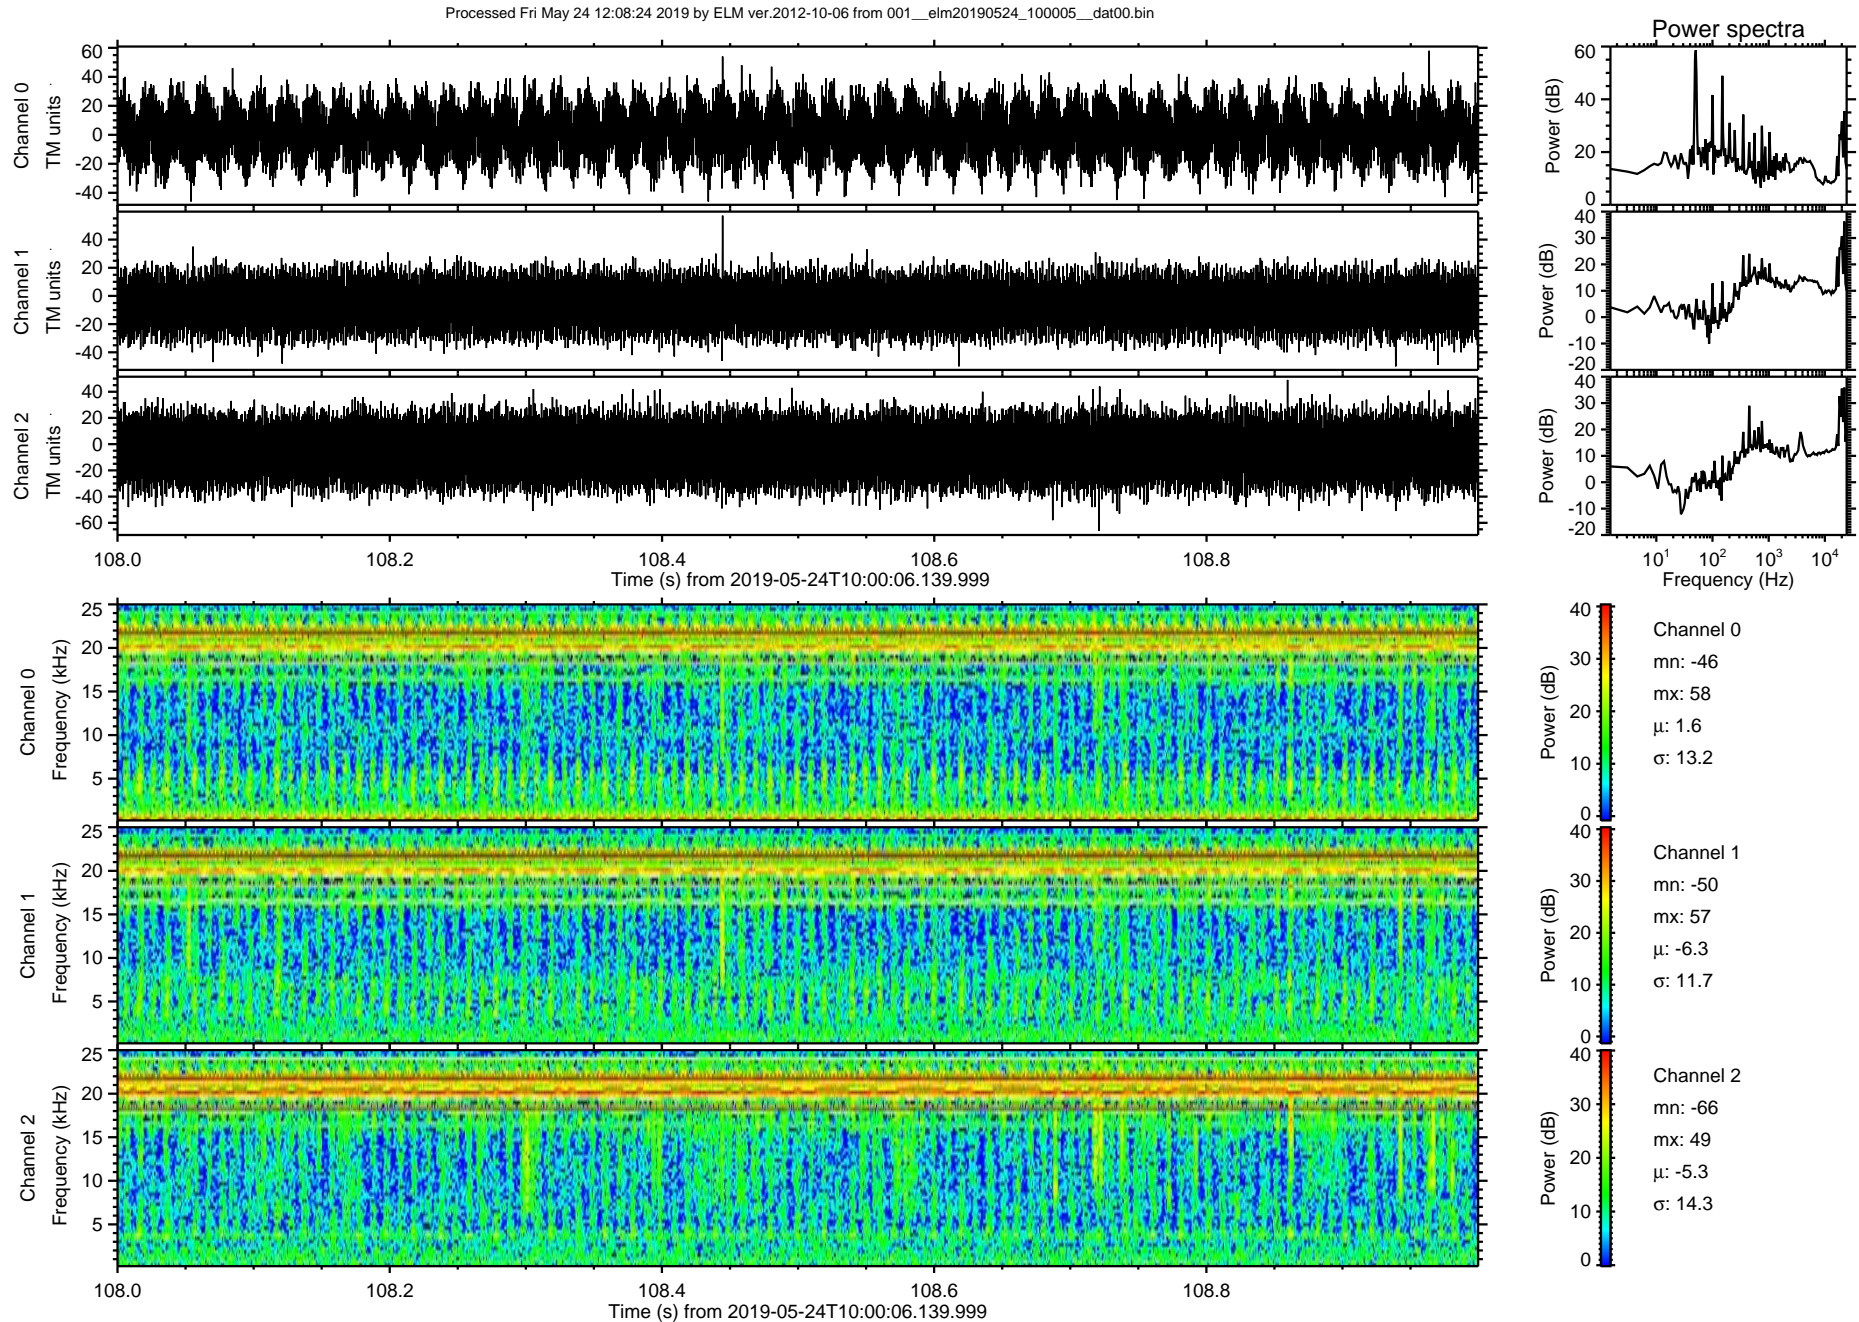 Processed Fri May 24 12:08:24 2019 by ELM ver.2012-10-06 from 001__elm20190524_100005__dat00.bin
Power spectra
Channel 0
TM units
60
40
20
0
-20
-40
Power (dB)
60
40
20
0
Channel 1
TM units
40
20
0
-20
-40
Power (dB)
40
30
20
10
0
-10
-20
Channel 2
TM units
40
20
0
-20
-40
-60
Power (dB)
40
30
20
10
0
-10
-20
108.0 108.2 108.4 108.6 108.8
Time (s) from 2019-05-24T10:00:06.139.999
10¹ 10² 10³ 10⁴
Frequency (Hz)
Channel 0
Frequency (kHz)
25
20
15
10
5
Power (dB)
40
30
20
10
0
Channel 0
mn: -46
mx: 58
μ: 1.6
σ: 13.2
Channel 1
Frequency (kHz)
25
20
15
10
5
Power (dB)
40
30
20
10
0
Channel 1
mn: -50
mx: 57
μ: -6.3
σ: 11.7
Channel 2
Frequency (kHz)
25
20
15
10
5
Power (dB)
40
30
20
10
0
Channel 2
mn: -66
mx: 49
μ: -5.3
σ: 14.3
108.0 108.2 108.4 108.6 108.8
Time (s) from 2019-05-24T10:00:06.139.999